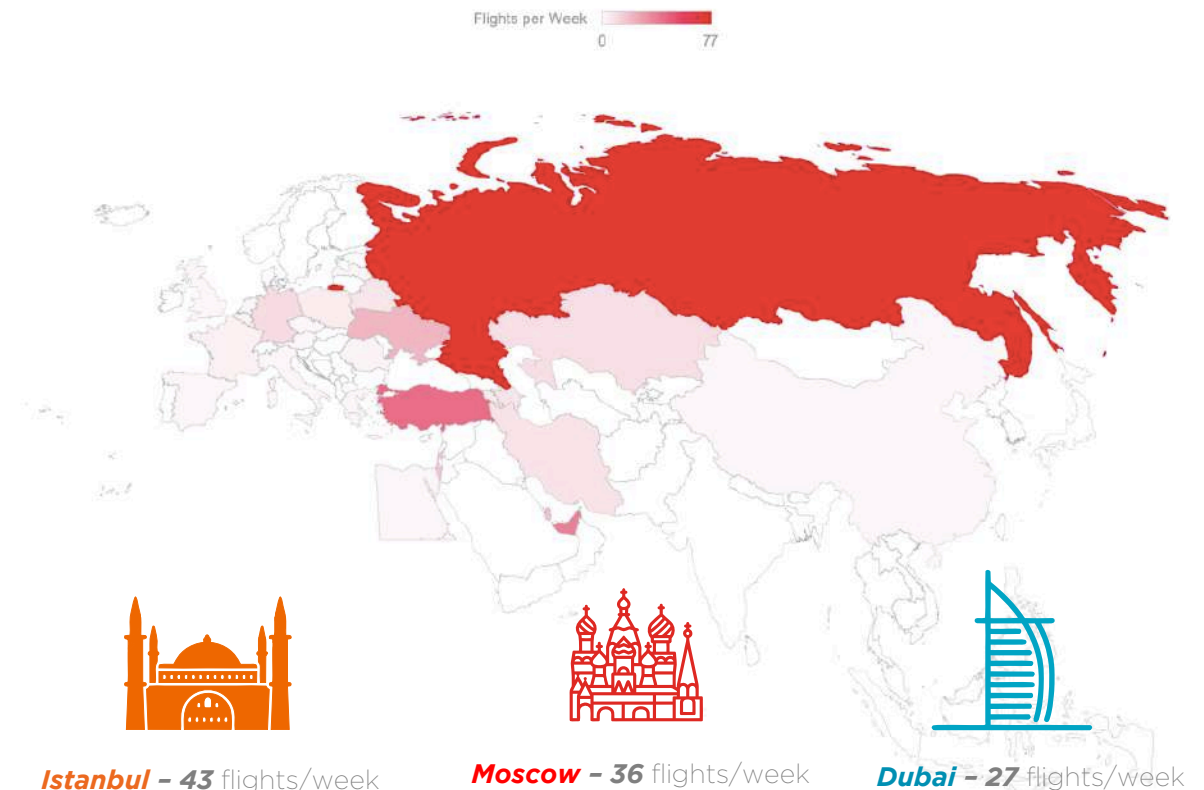 Flights per Week
0 77
Istanbul – 43 flights/week
Moscow – 36 flights/week
Dubai – 27 flights/week